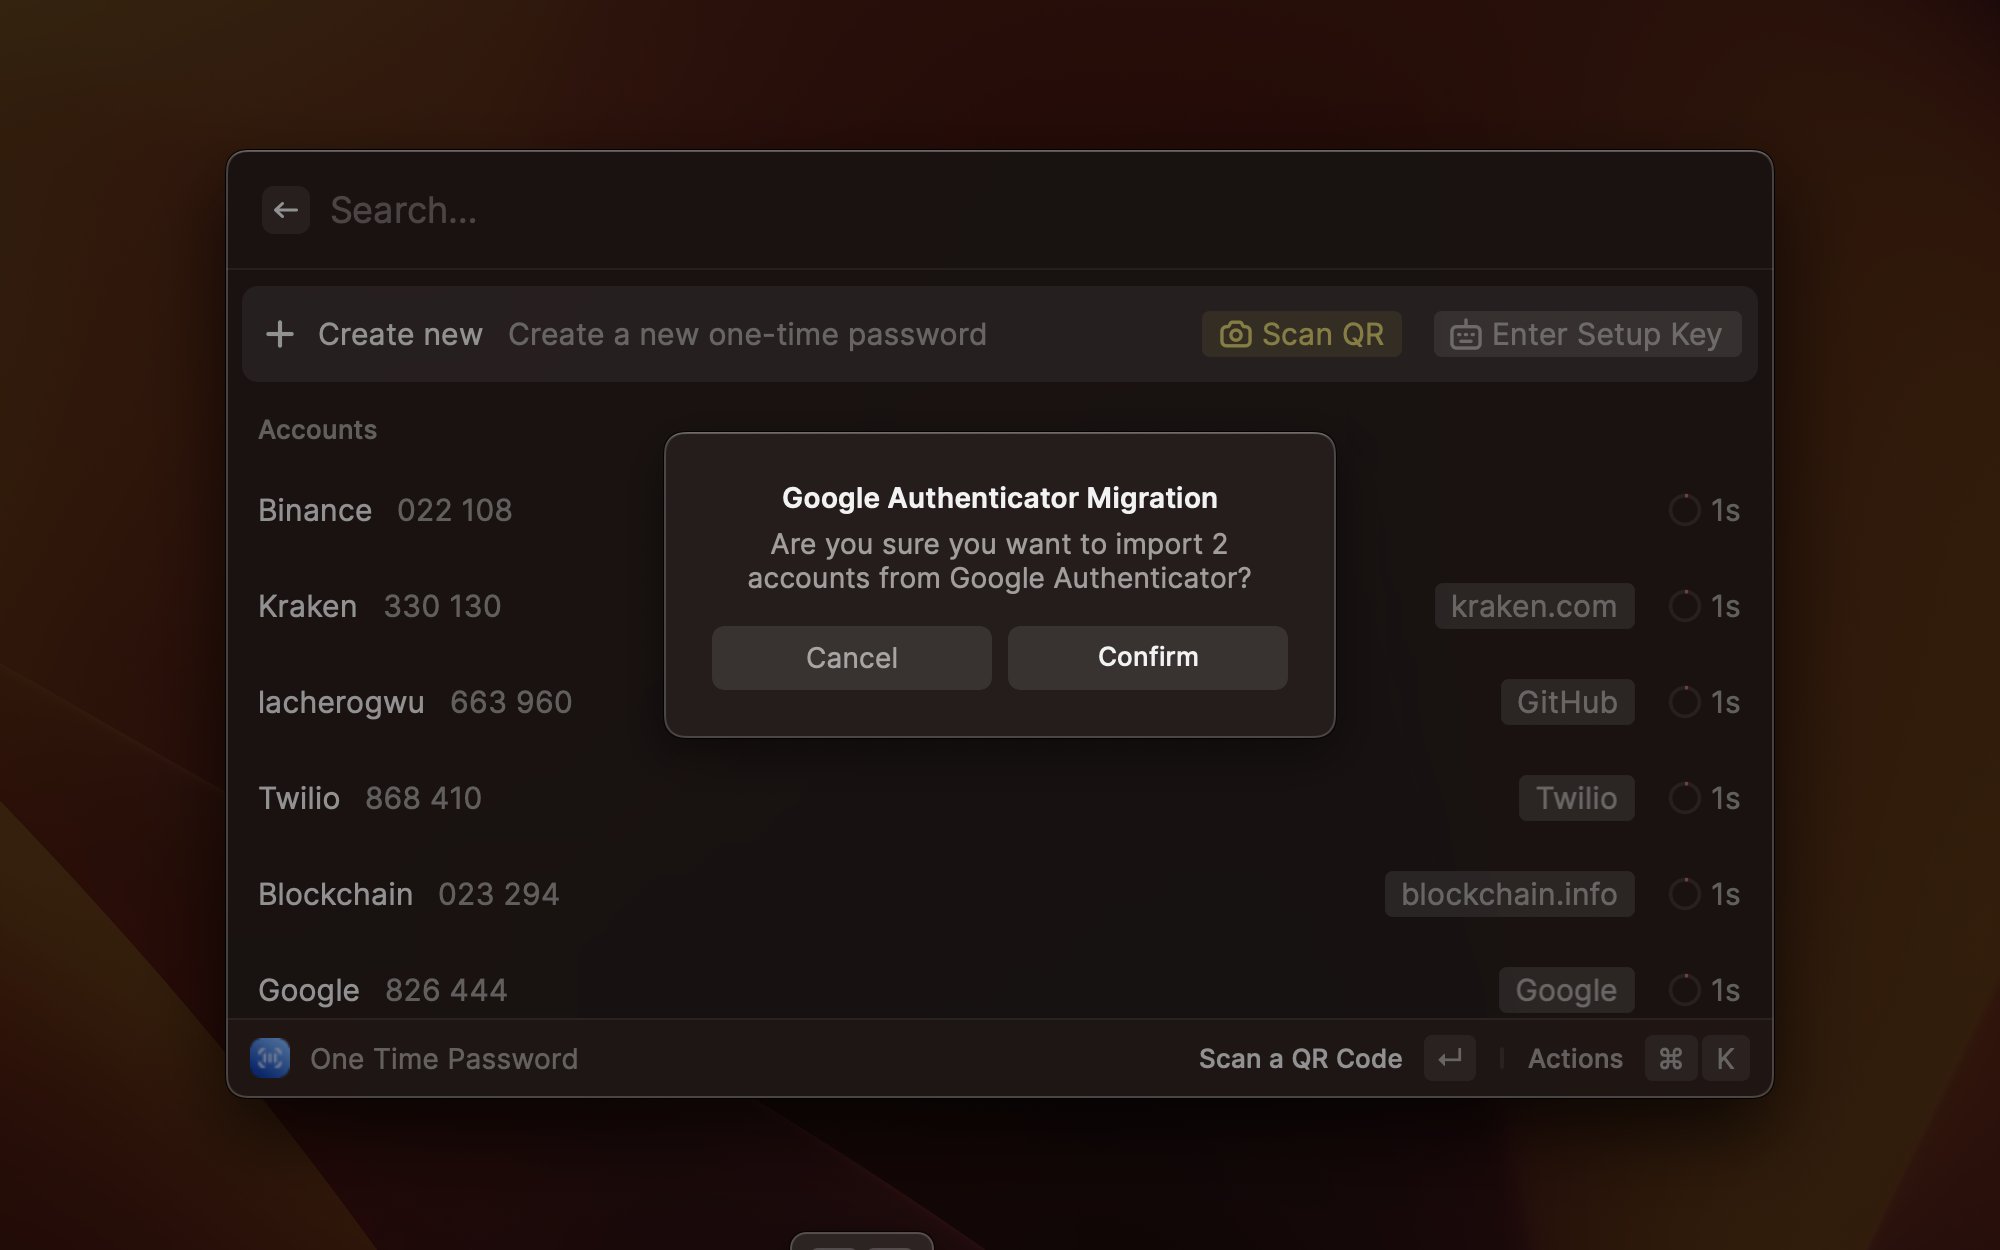 Search...
Create new Create a new one-time password Scan QR Enter Setup Key
Accounts
Binance 022 108 1s
Kraken 330 130 kraken.com 1s
lacherogwu 663 960 GitHub 1s
Twilio 868 410 Twilio 1s
Blockchain 023 294 blockchain.info 1s
Google 826 444 Google 1s
Google Authenticator Migration
Are you sure you want to import 2
accounts from Google Authenticator?
Cancel Confirm
One Time Password Scan a QR Code Actions ⌘ K